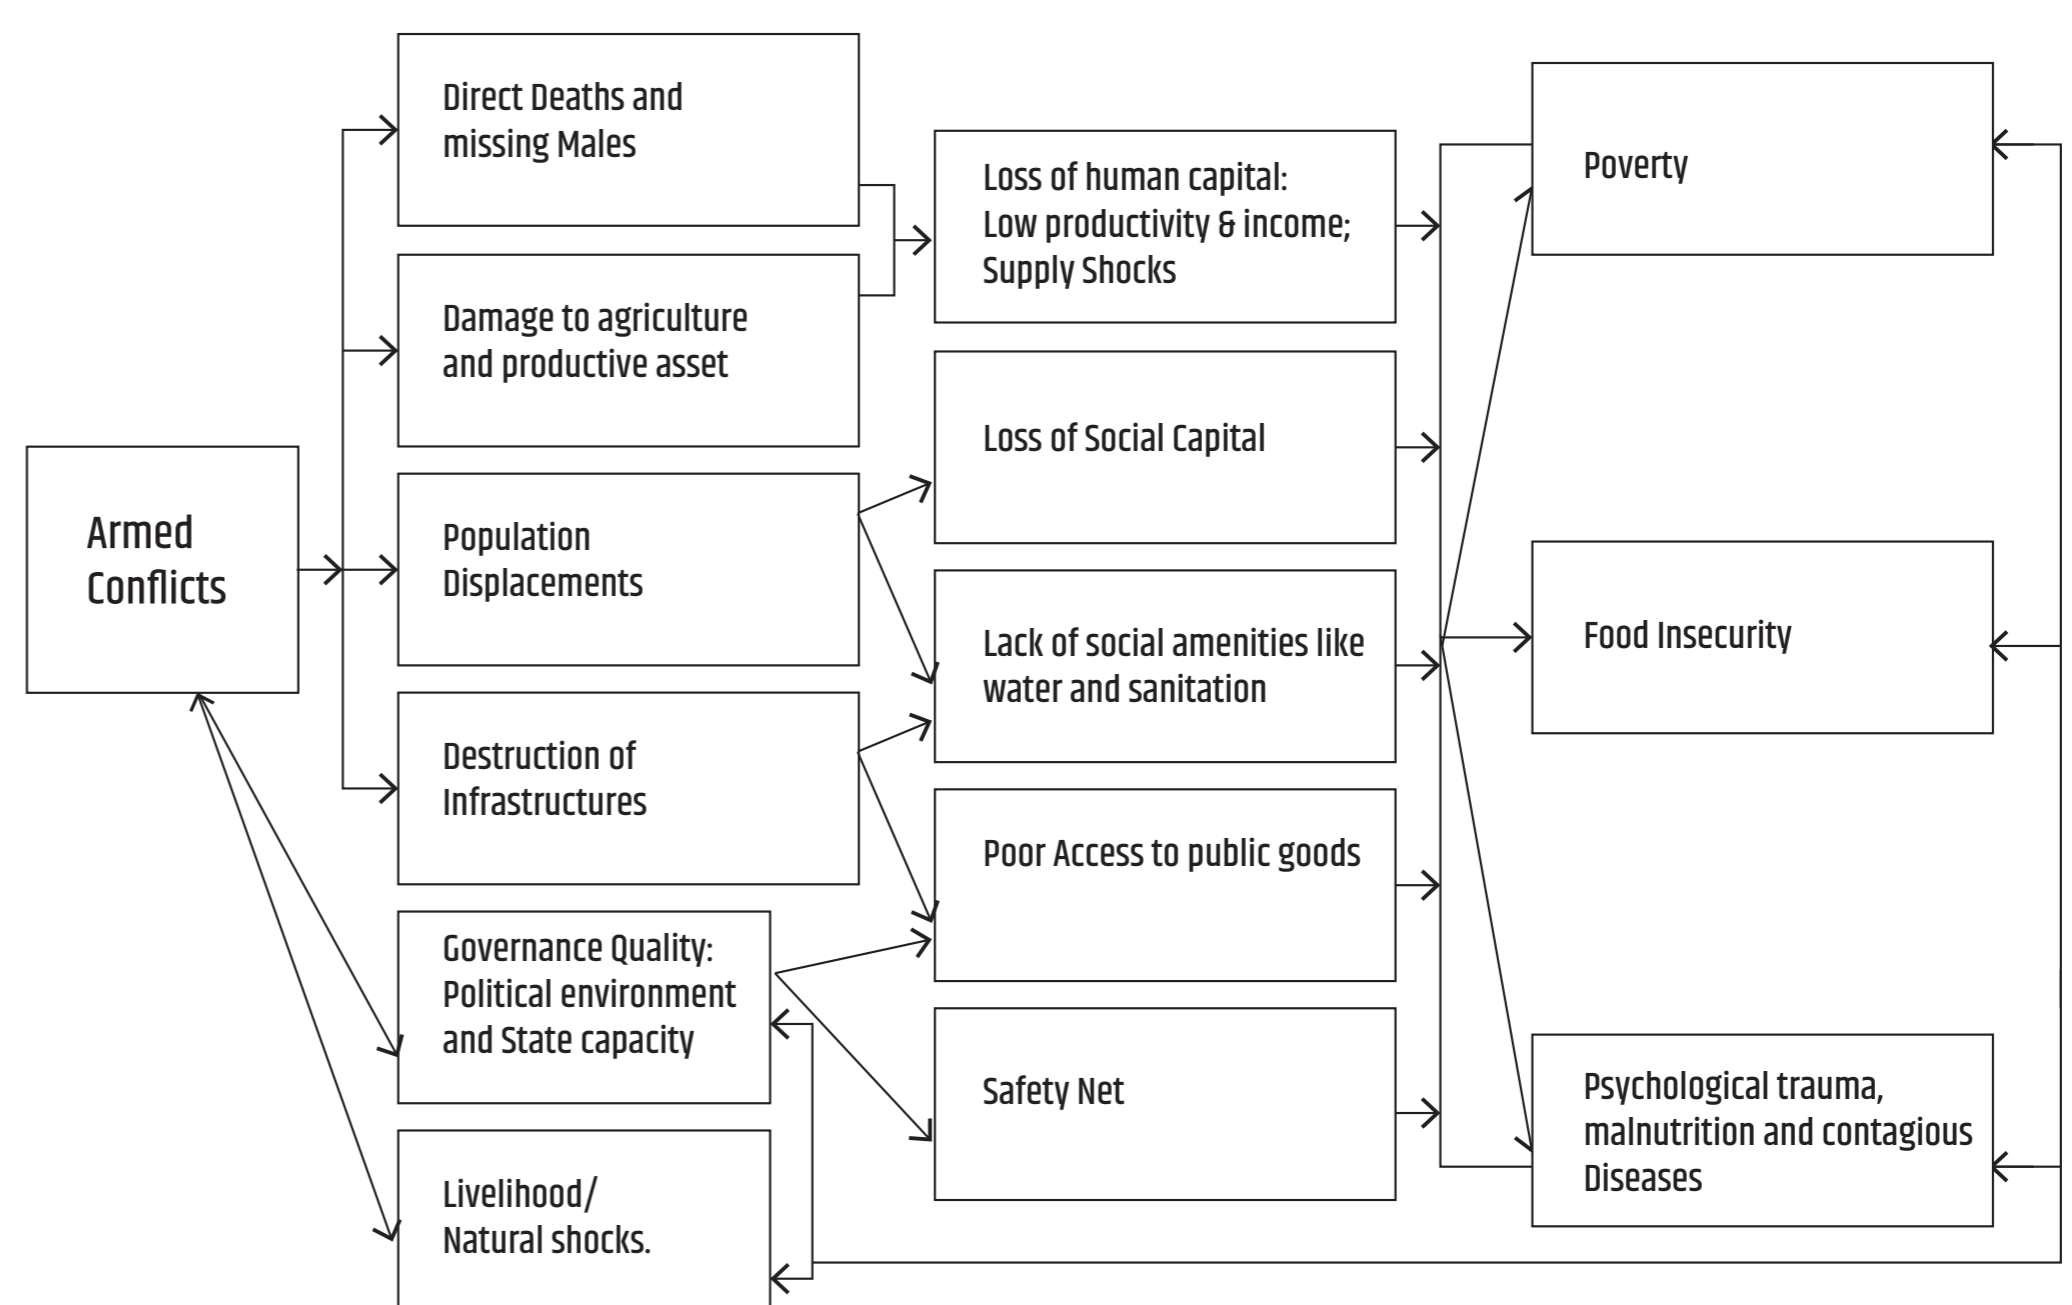 Armed
Conflicts
Direct Deaths and
missing Males
Damage to agriculture
and productive asset
Population
Displacements
Destruction of
Infrastructures
Governance Quality:
Political environment
and State capacity
Livelihood/
Natural shocks.
Loss of human capital:
Low productivity & income;
Supply Shocks
Loss of Social Capital
Lack of social amenities like
water and sanitation
Poor Access to public goods
Safety Net
Poverty
Food Insecurity
Psychological trauma,
malnutrition and contagious
Diseases